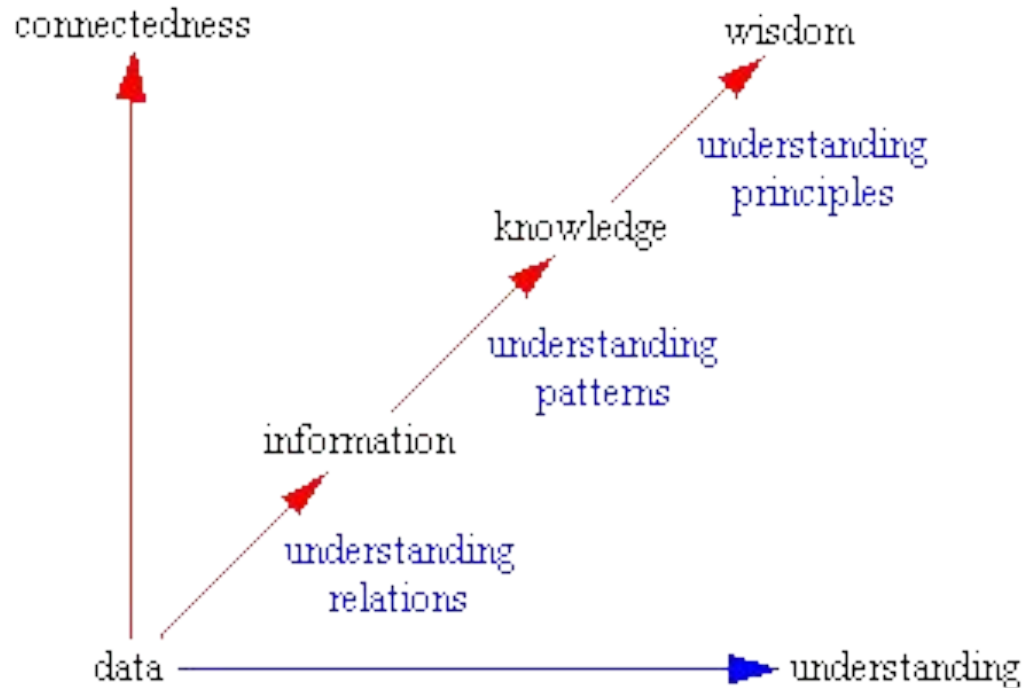 connectedness
wisdom
understanding
principles
knowledge
understanding
patterns
information
understanding
relations
data
understanding